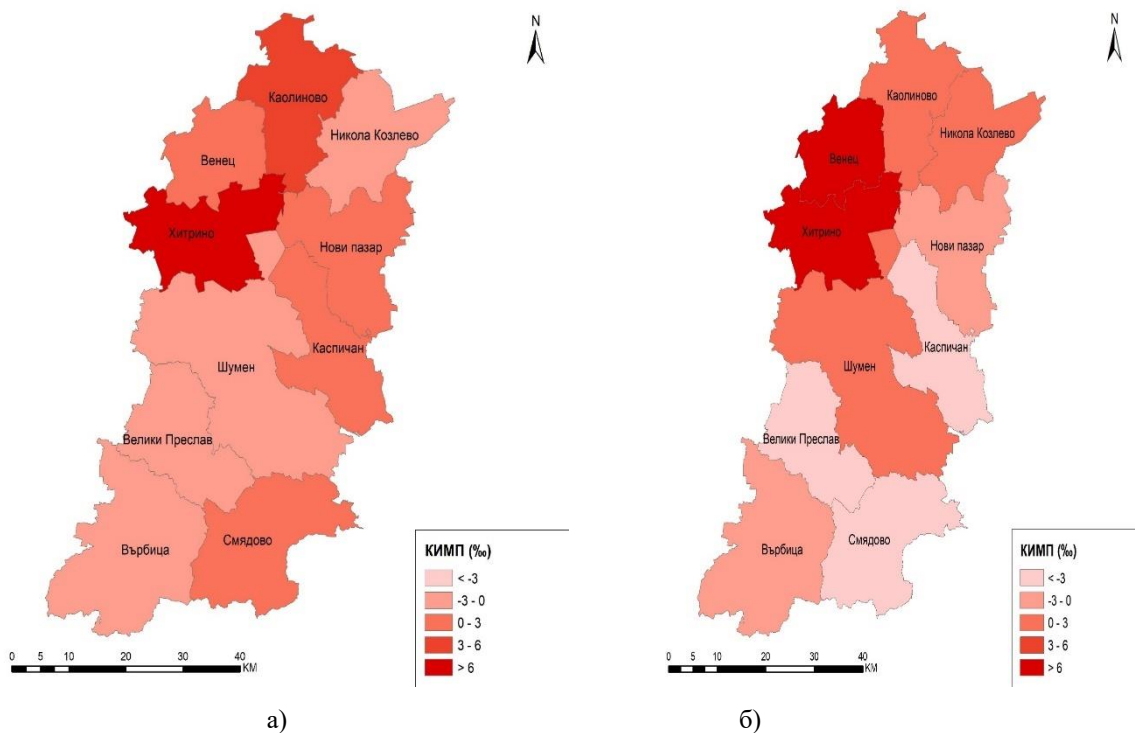 N
Каолиново
Никола Козлево
Венец
Хитрино
Нови пазар
Каспичан
Шумен
Велики Преслав
Върбица
Смядово
КИМП (‰)
< -3
-3 - 0
0 - 3
3 - 6
> 6
0 5 10 20 30 40
КМ
а)
N
Каолиново
Никола Козлево
Венец
Хитрино
Нови пазар
Каспичан
Шумен
Велики Преслав
Върбица
Смядово
КИМП (‰)
< -3
-3 - 0
0 - 3
3 - 6
> 6
0 5 10 20 30 40
КМ
б)